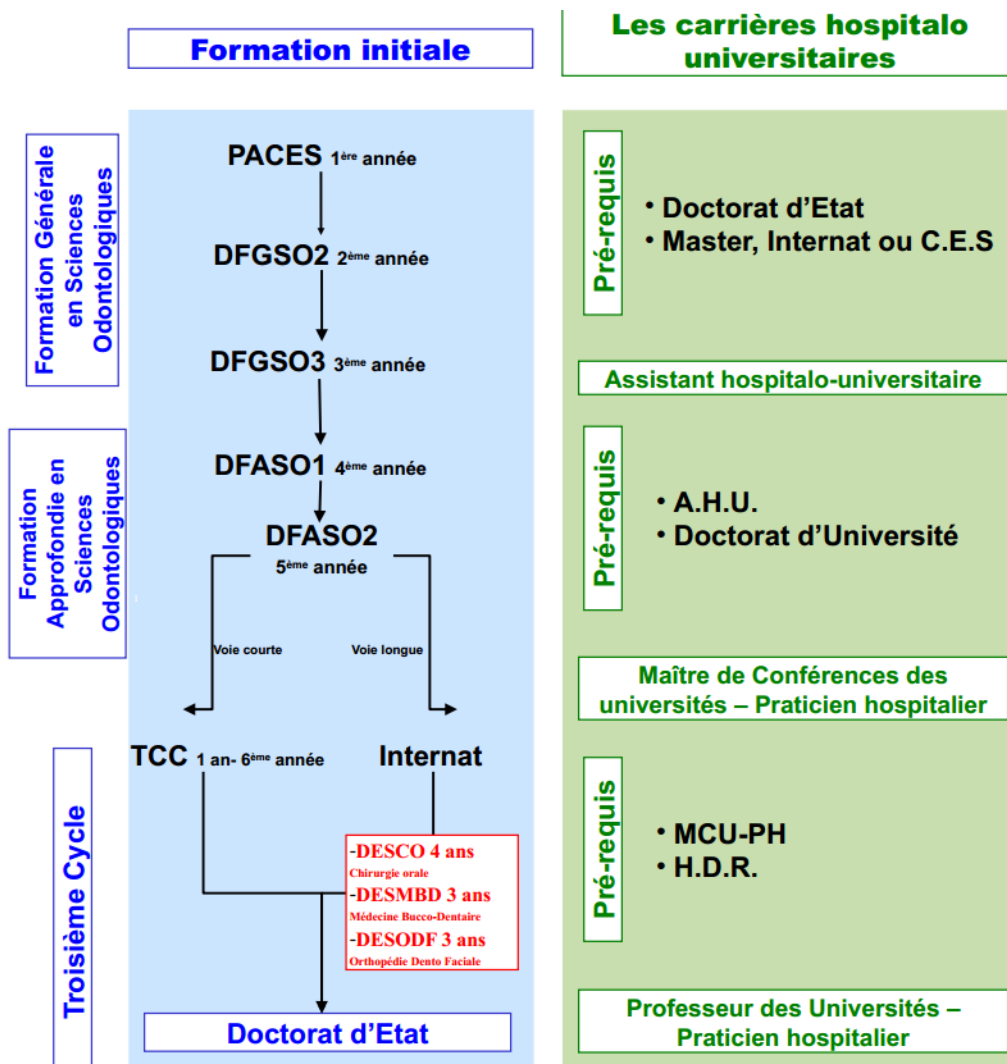 Formation initiale
Formation Générale
en Sciences
Odontologiques
PACES 1ère année
DFGSO2 2ème année
DFGSO3 3ème année
Formation
Approfondie en
Sciences
Odontologiques
DFASO1 4ème année
DFASO2
5ème année
Voie courte
Voie longue
Troisième Cycle
TCC 1 an- 6ème année
Internat
-DESCO 4 ans
Chirurgie orale
-DESMBD 3 ans
Médecine Bucco-Dentaire
-DESODF 3 ans
Orthopédie Dento Faciale
Doctorat d'Etat
Les carrières hospitalo
universitaires
Pré-requis
• Doctorat d'Etat
• Master, Internat ou C.E.S
Assistant hospitalo-universitaire
Pré-requis
• A.H.U.
• Doctorat d'Université
Maître de Conférences des
universités – Praticien hospitalier
Pré-requis
• MCU-PH
• H.D.R.
Professeur des Universités –
Praticien hospitalier